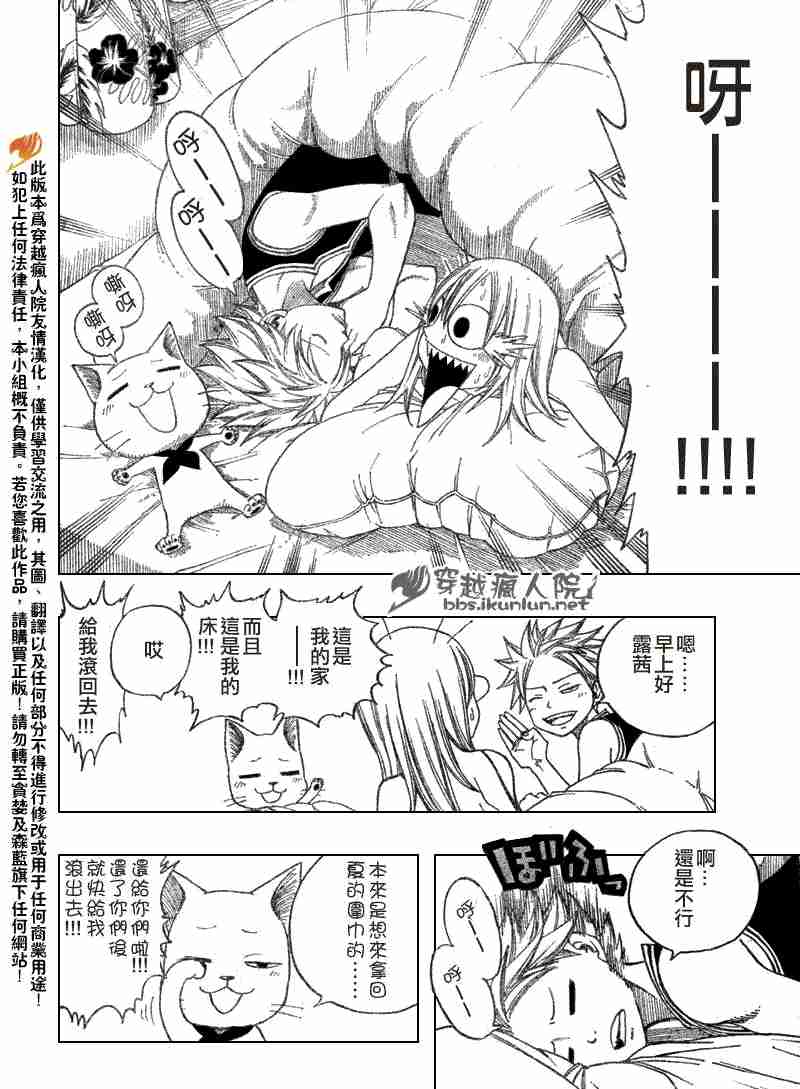 呀————!!!!
呼——
呼——
嘶
嘶
穿越瘋人院
bbs.ikunlun.net
嗯……
早上好
露茜
這是
我的家
——!!!
而且
這是我的
床!!!
哎
給我滾回去!!!
啊…
還是不行
ぼふっ
呼——
呼——
本來是想來拿回
夏的圍巾的……
還給你們啦!!!
還了你們後
就快給我
滾出去!!!
此版本爲穿越瘋人院友情漢化，僅供學習交流之用，其圖、翻譯以及任何部分不得進行修改或用于任何商業用途！
如犯上任何法律責任，本小組概不負責。若您喜歡此作品，請購買正版！請勿轉至貪婪及森藍旗下任何網站！